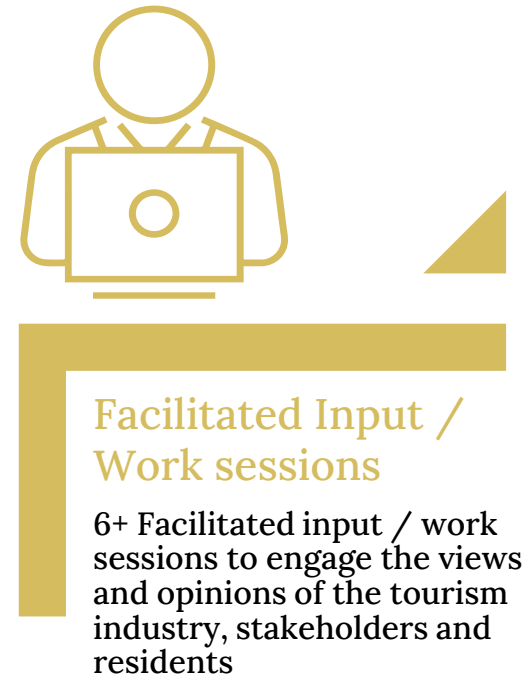 Facilitated Input /
Work sessions
6+ Facilitated input / work
sessions to engage the views
and opinions of the tourism
industry, stakeholders and
residents